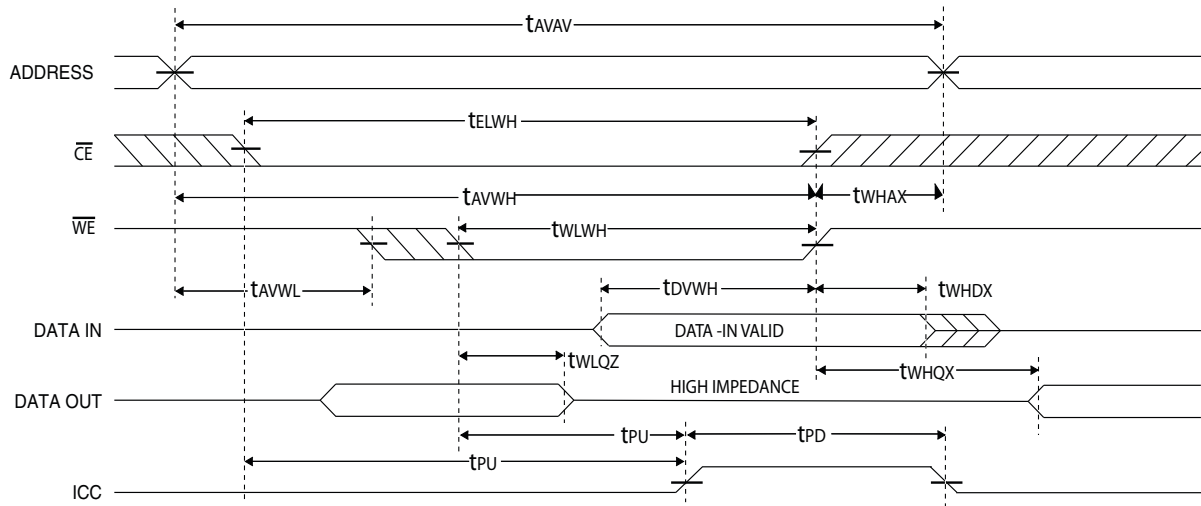 tAVAV
ADDRESS
tELWH
CE
tAVWH
tWHAX
WE
tWLWH
tAVWL
tDVWH
tWHDX
DATA IN
DATA -IN VALID
tWLQZ
tWHQX
DATA OUT
HIGH IMPEDANCE
tPU
tPD
tPU
ICC